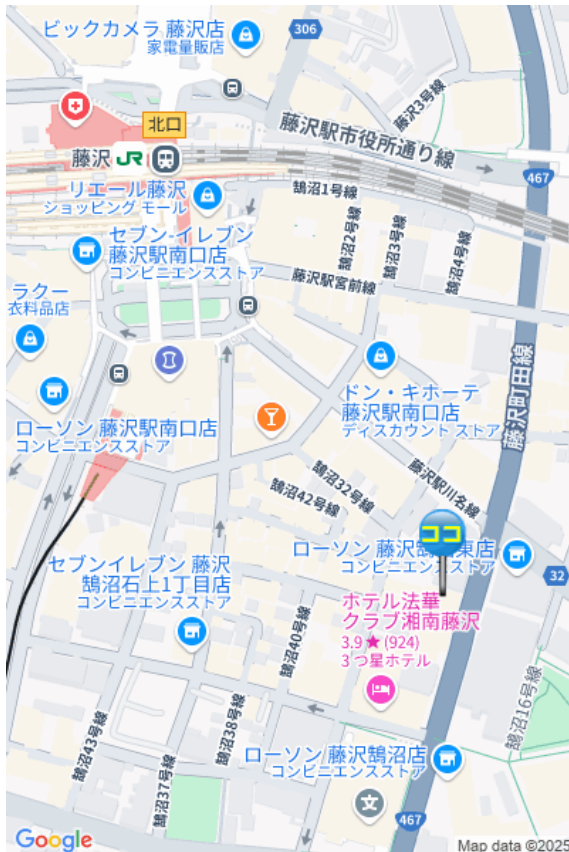 ビックカメラ 藤沢店
家電量販店
306
藤沢3号線
北口
藤沢駅市役所通り線
藤沢 JR
467
リエール藤沢
ショッピング モール
鵠沼1号線
セブン-イレブン
藤沢駅南口店
コンビニエンスストア
鵠沼2号線
鵠沼3号線
鵠沼4号線
藤沢駅宮前線
ラクー
衣料品店
ドン・キホーテ
藤沢駅南口店
ディスカウント ストア
藤沢町田線
ローソン 藤沢駅南口店
コンビニエンスストア
藤沢駅川名線
鵠沼32号線
鵠沼42号線
ココ
ローソン 藤沢鵠沼東店
コンビニエンスストア
32
セブンイレブン 藤沢
鵠沼石上1丁目店
コンビニエンスストア
ホテル法華
クラブ湘南藤沢
3.9★(924)
3 つ星ホテル
鵠沼40号線
鵠沼16号線
鵠沼38号線
鵠沼43号線
鵠沼37号線
ローソン 藤沢鵠沼店
コンビニエンスストア
文
467
Google
Map data ©2025